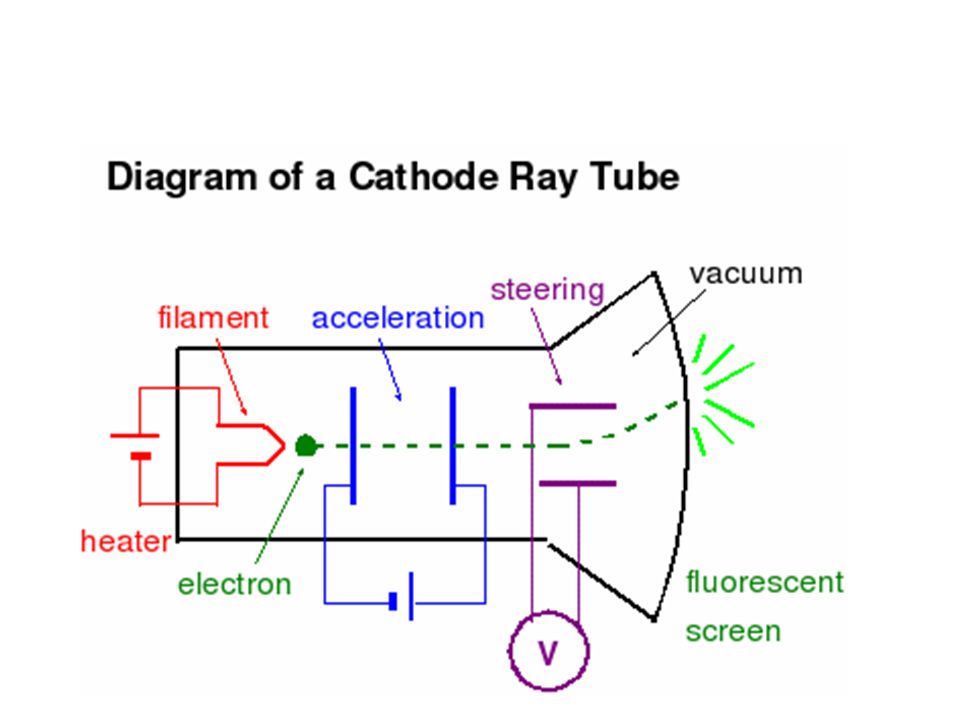 Diagram of a Cathode Ray Tube
vacuum
steering
filament
acceleration
heater
electron
fluorescent
screen
V